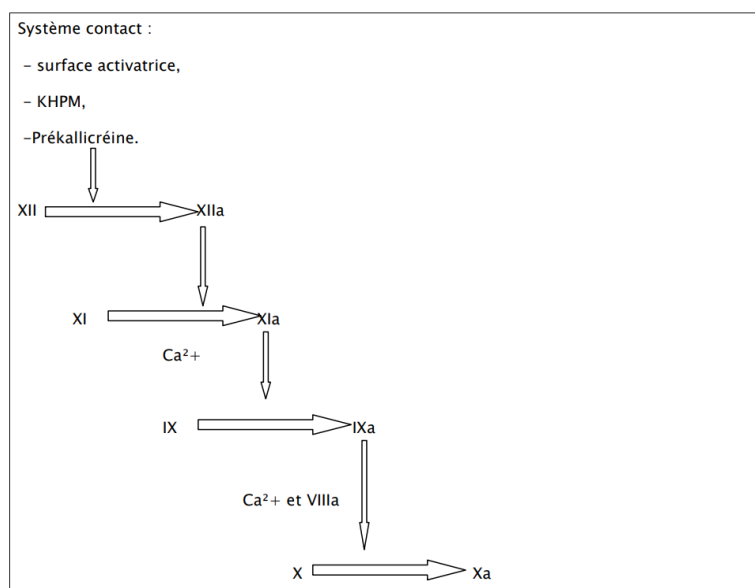 Système contact :
- surface activatrice,
- KHPM,
-Prékallicréine.
XII XIIa
XI XIa
Ca²+
IX IXa
Ca²+ et VIIIa
X Xa